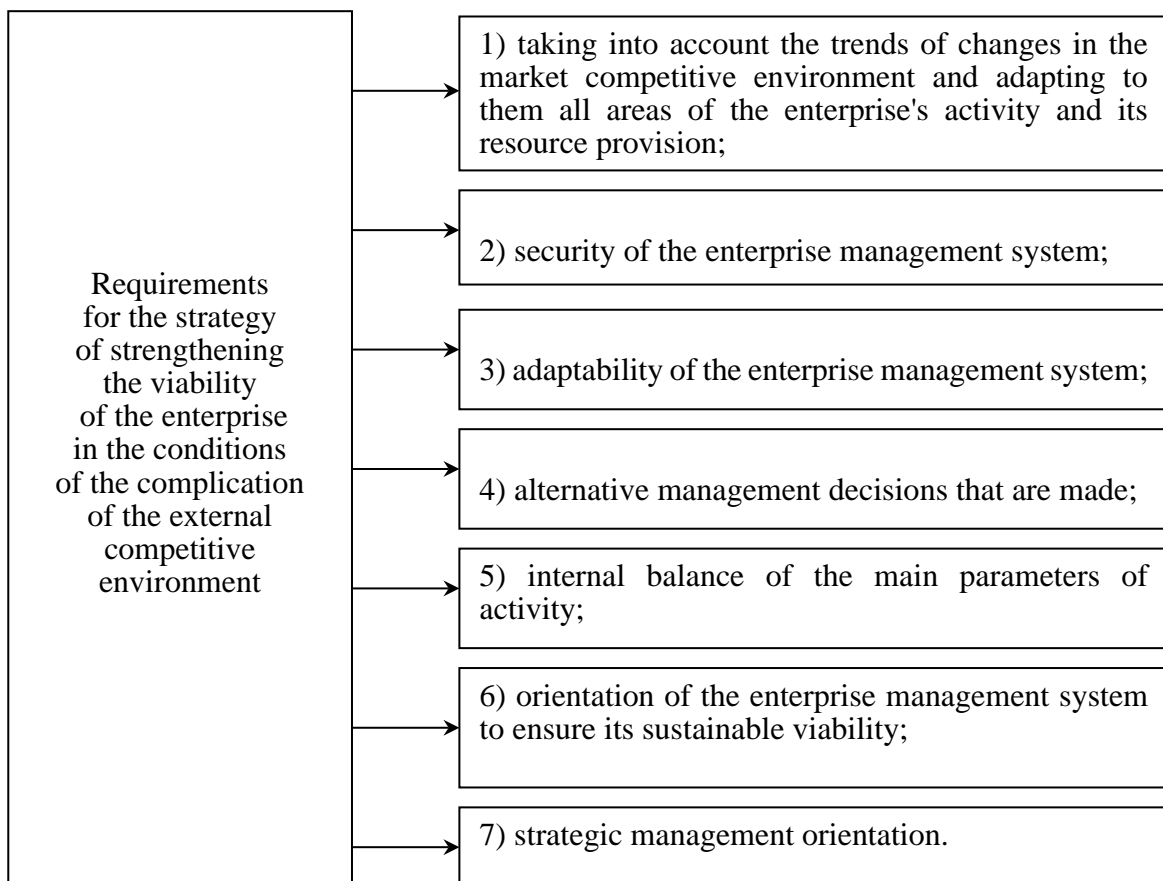 Requirements
for the strategy
of strengthening
the viability
of the enterprise
in the conditions
of the complication
of the external
competitive
environment
1) taking into account the trends of changes in the
market competitive environment and adapting to
them all areas of the enterprise's activity and its
resource provision;
2) security of the enterprise management system;
3) adaptability of the enterprise management system;
4) alternative management decisions that are made;
5) internal balance of the main parameters of
activity;
6) orientation of the enterprise management system
to ensure its sustainable viability;
7) strategic management orientation.